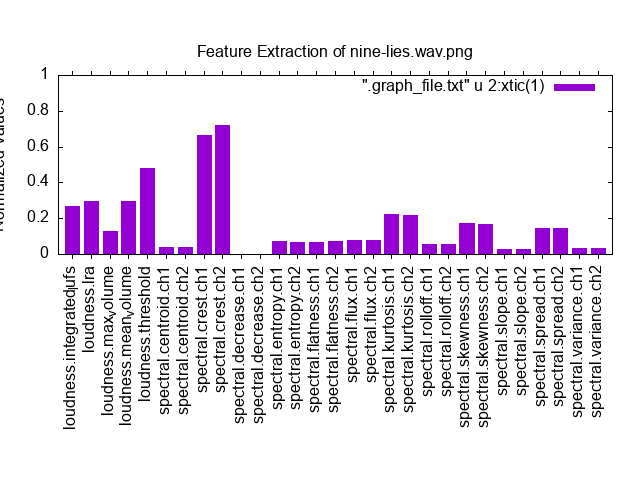 Feature Extraction of nine-lies.wav.png
".graph_file.txt" u 2:xtic(1)
Normalized Values
1
0.8
0.6
0.4
0.2
0
loudness.integratedlufs
loudness.lra
loudness.maxvolume
loudness.meanvolume
loudness.threshold
spectral.centroid.ch1
spectral.centroid.ch2
spectral.crest.ch1
spectral.crest.ch2
spectral.decrease.ch1
spectral.decrease.ch2
spectral.entropy.ch1
spectral.entropy.ch2
spectral.flatness.ch1
spectral.flatness.ch2
spectral.flux.ch1
spectral.flux.ch2
spectral.kurtosis.ch1
spectral.kurtosis.ch2
spectral.rolloff.ch1
spectral.rolloff.ch2
spectral.skewness.ch1
spectral.skewness.ch2
spectral.slope.ch1
spectral.slope.ch2
spectral.spread.ch1
spectral.spread.ch2
spectral.variance.ch1
spectral.variance.ch2